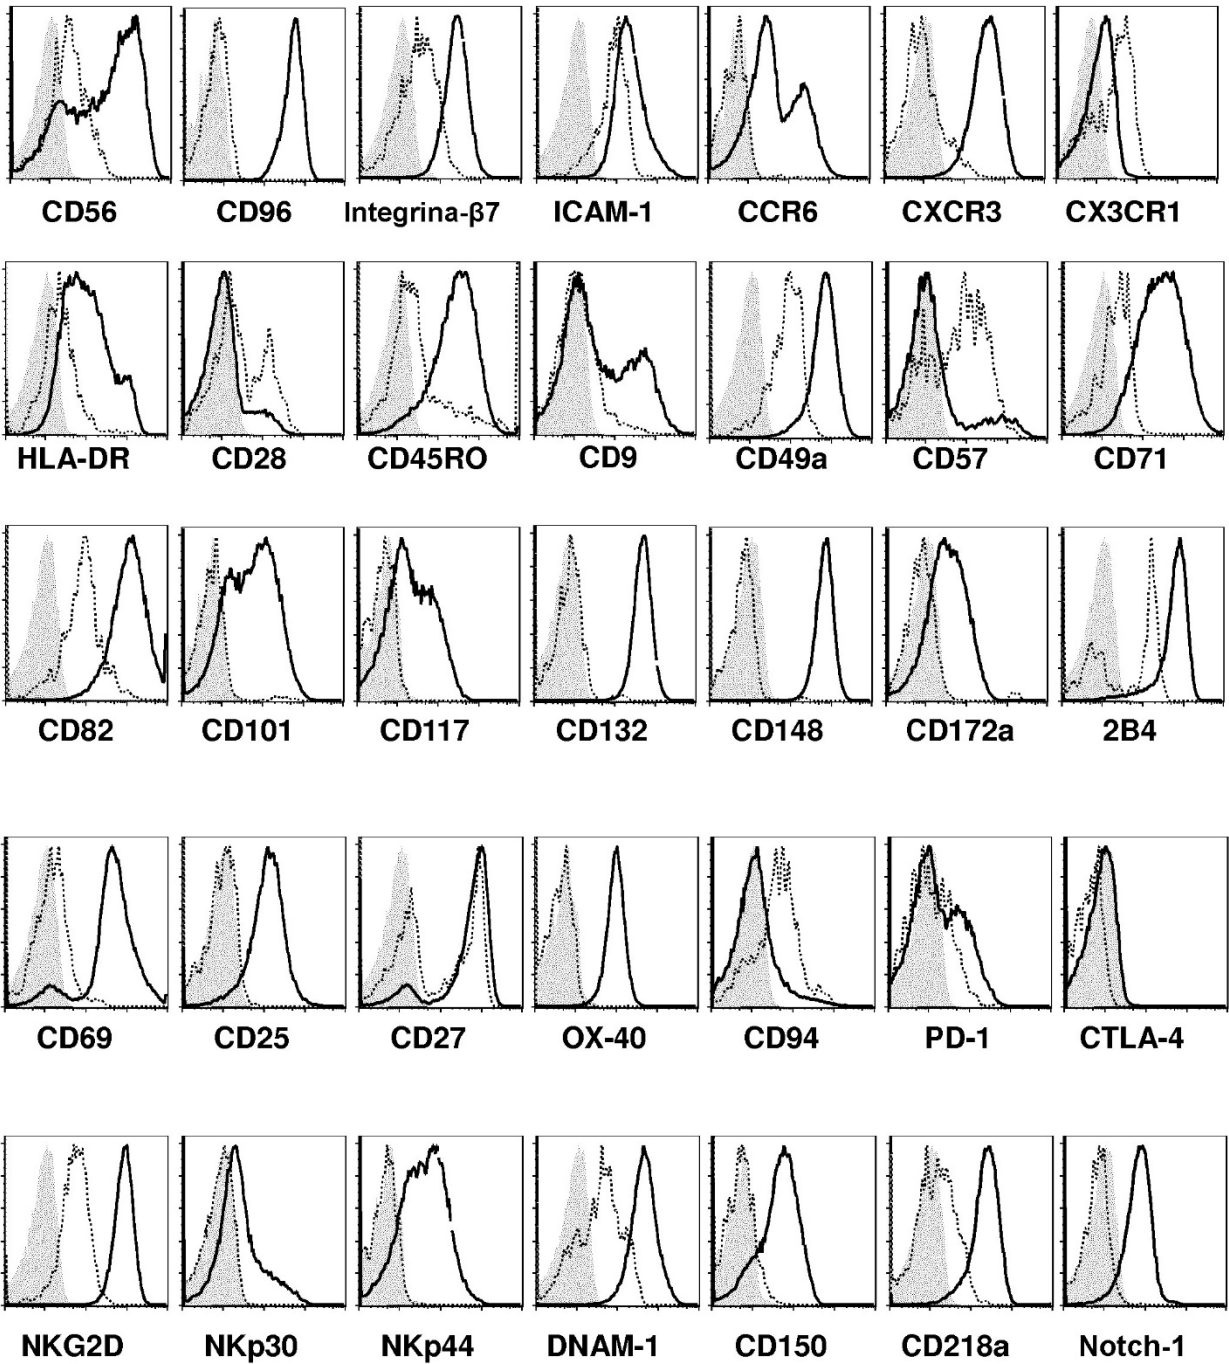 CD56 CD96 Integrina-β7 ICAM-1 CCR6 CXCR3 CX3CR1
HLA-DR CD28 CD45RO CD9 CD49a CD57 CD71
CD82 CD101 CD117 CD132 CD148 CD172a 2B4
CD69 CD25 CD27 OX-40 CD94 PD-1 CTLA-4
NKG2D NKp30 NKp44 DNAM-1 CD150 CD218a Notch-1